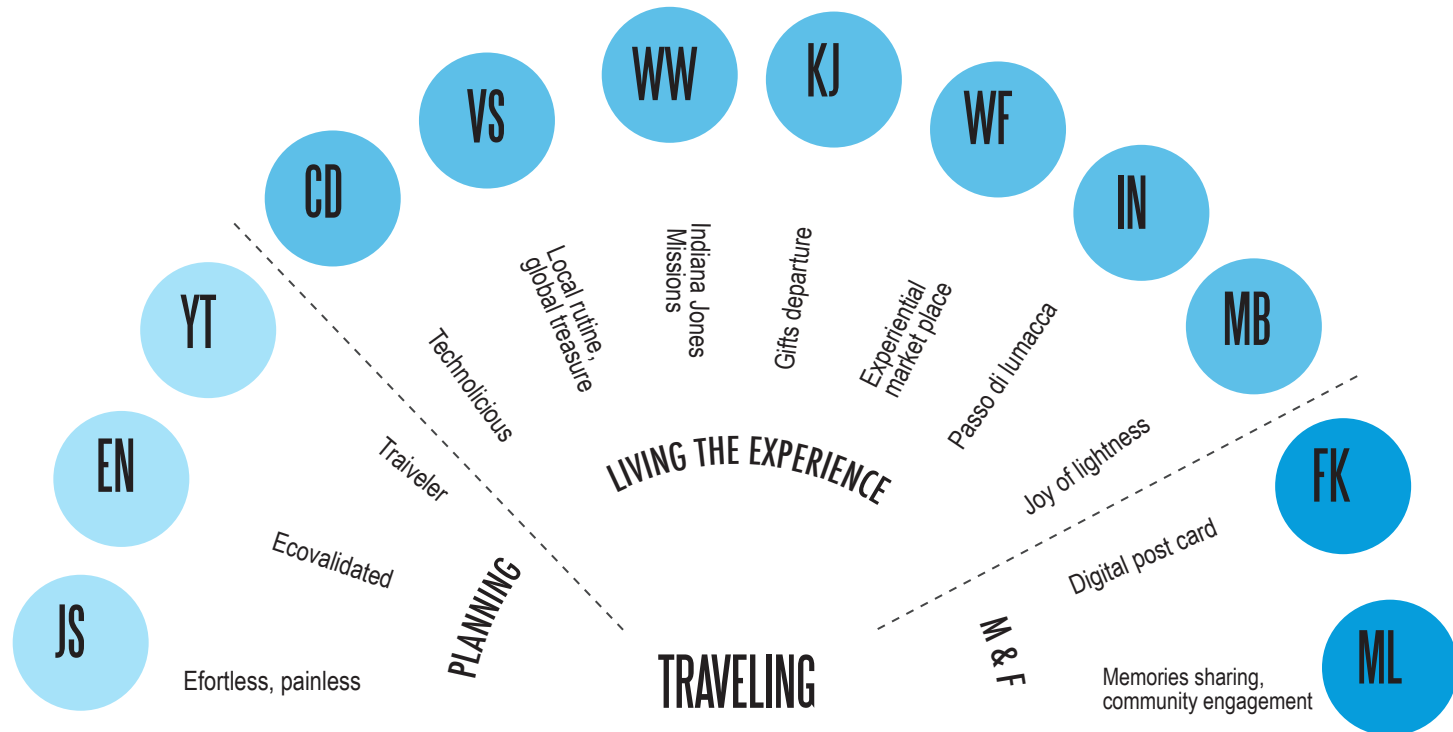 JS
EN
YT
CD
VS
WW
KJ
WF
IN
MB
FK
ML
Efortless, painless
Ecovalidated
Traiveler
Technolicious
Local rutine,
global treasure
Indiana Jones
Missions
Gifts departure
Experiential
market place
Passo di lumacca
Joy of lightness
Digital post card
Memories sharing,
community engagement
PLANNING
LIVING THE EXPERIENCE
M & F
TRAVELING